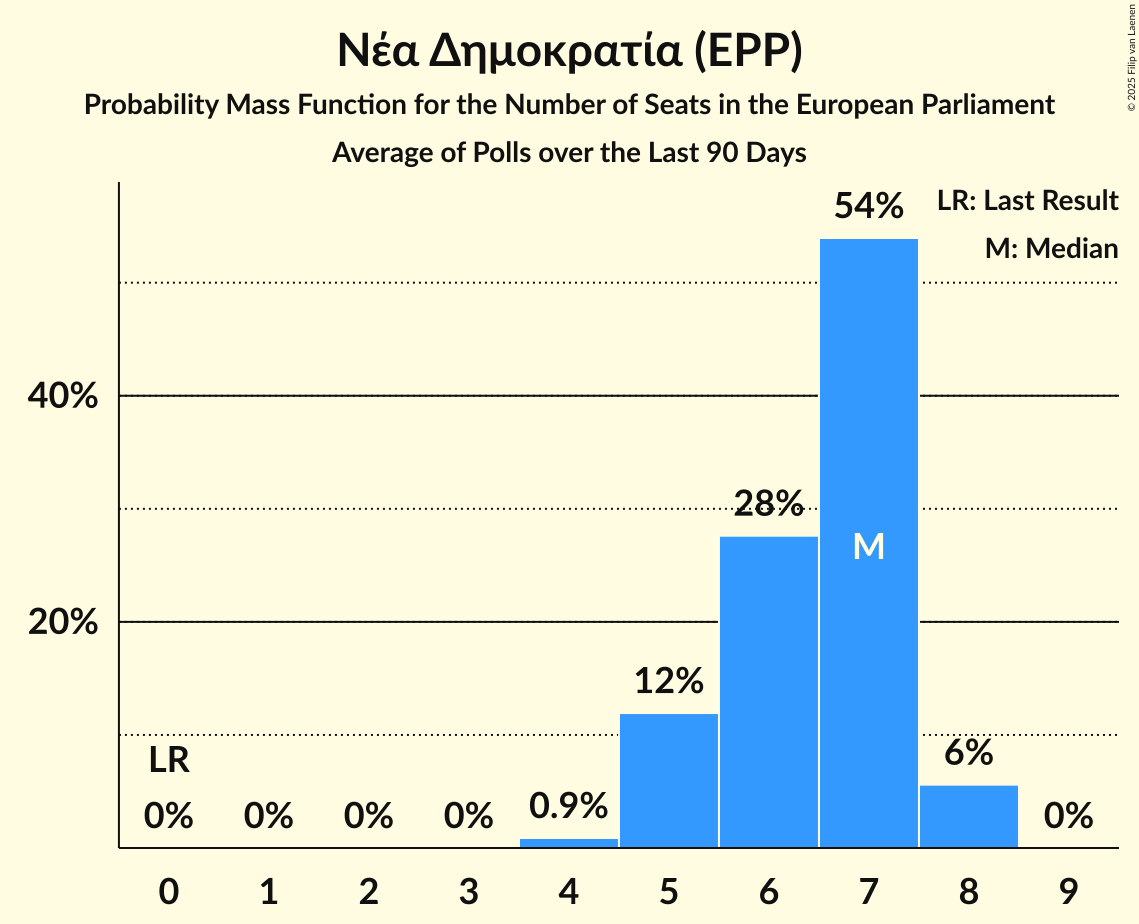 Νέα Δημοκρατία (EPP)
Probability Mass Function for the Number of Seats in the European Parliament
Average of Polls over the Last 90 Days
© 2025 Filip van Laenen
LR: Last Result
M: Median
54%
40%
28%
M
20%
12%
LR
6%
0% 0% 0% 0% 0.9% 0%
0 1 2 3 4 5 6 7 8 9